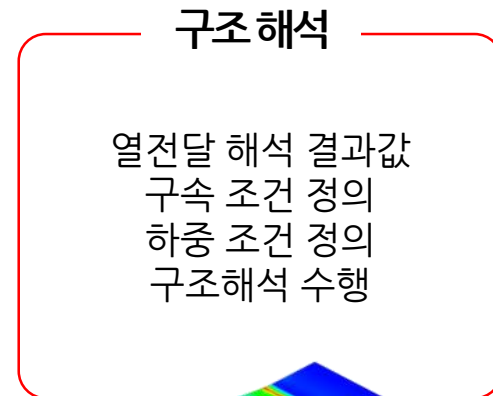 구조 해석
열전달 해석 결과값
구속 조건 정의
하중 조건 정의
구조해석 수행